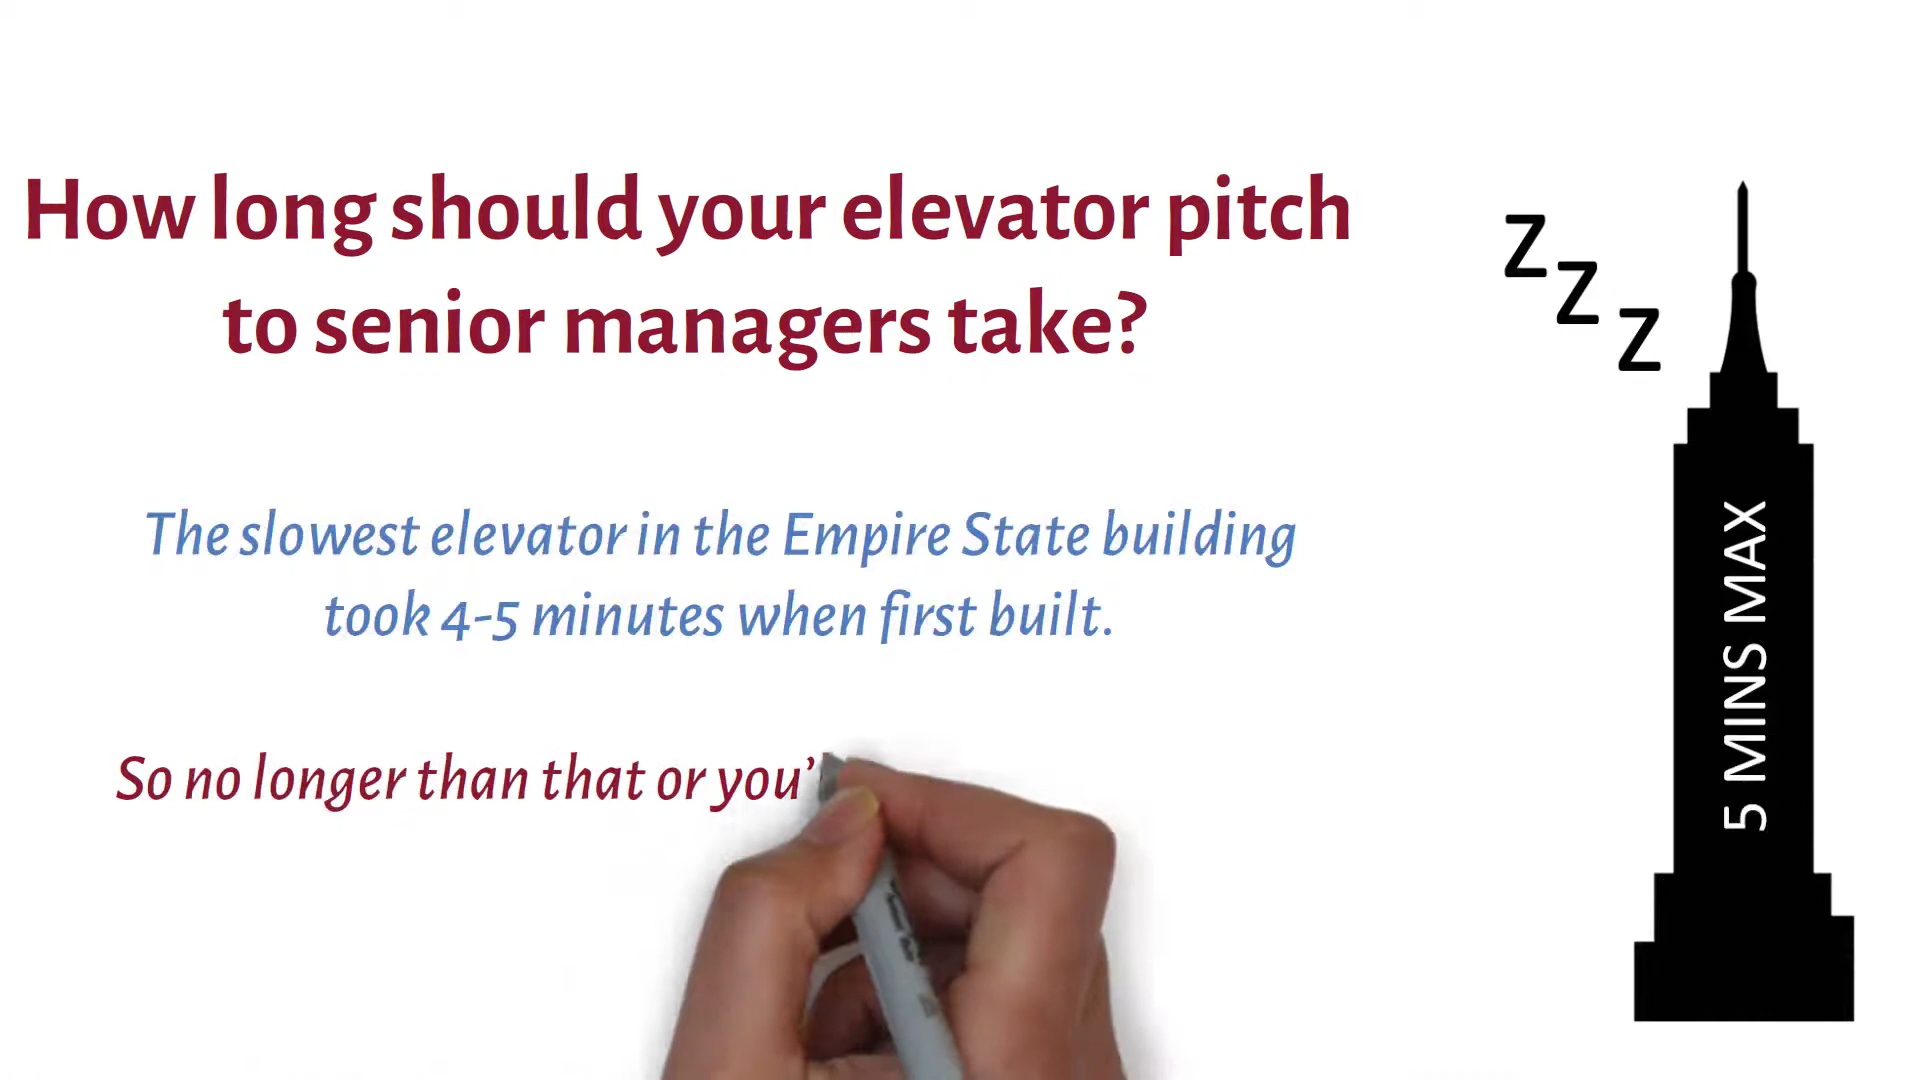 How long should your elevator pitch
to senior managers take?
Z
Z
Z
The slowest elevator in the Empire State building
took 4-5 minutes when first built.
5 MINS MAX
So no longer than that or you'